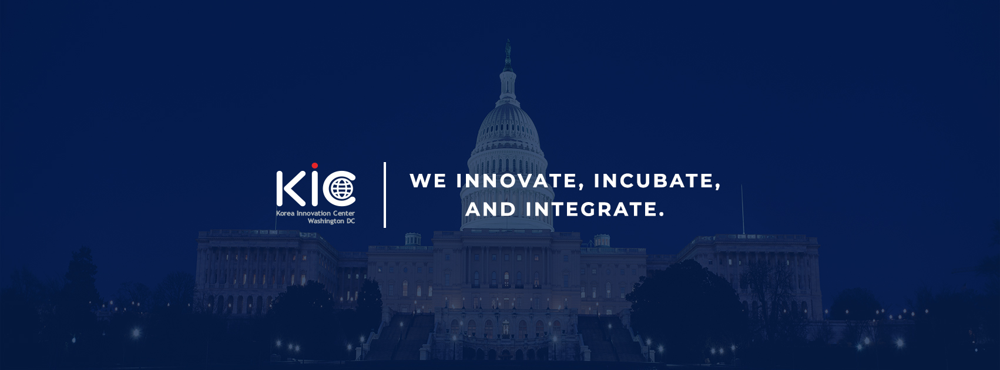 KiC
Korea Innovation Center
Washington DC
WE INNOVATE, INCUBATE,
AND INTEGRATE.